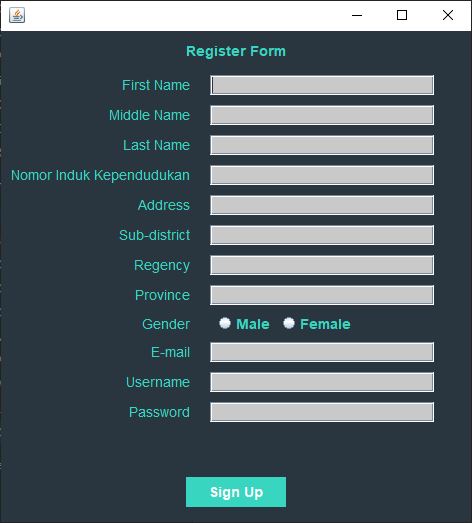 Register Form
First Name
Middle Name
Last Name
Nomor Induk Kependudukan
Address
Sub-district
Regency
Province
Gender Male Female
E-mail
Username
Password
Sign Up